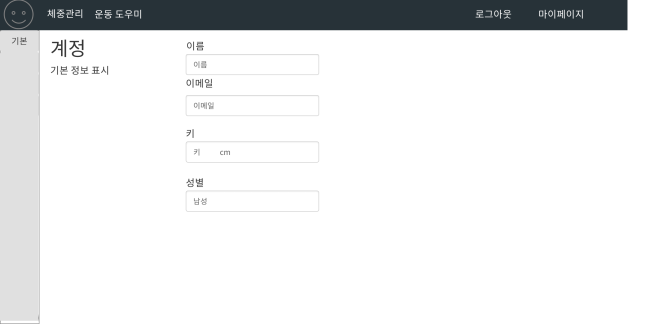 체중관리 운동 도우미 로그아웃 마이페이지
기본
계정
기본 정보 표시
이름
이름
이메일
이메일
키
키 cm
성별
남성